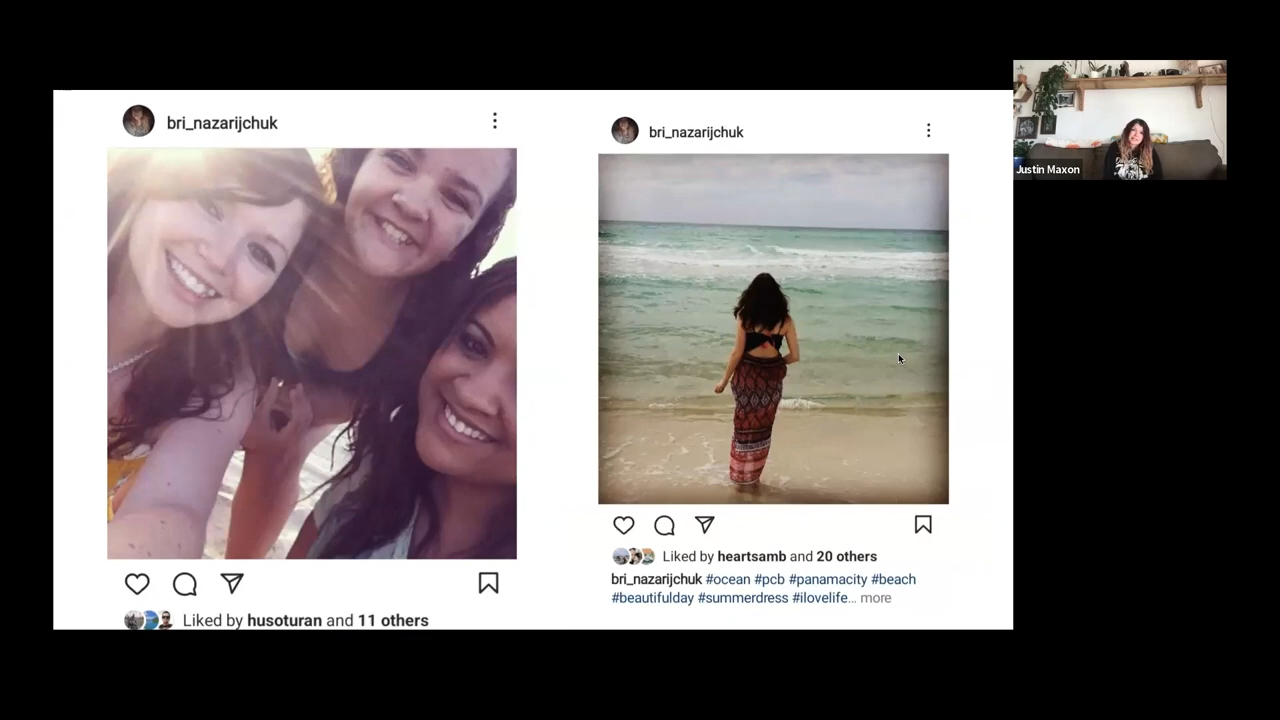 bri_nazarijchuk
Liked by husoturan and 11 others
bri_nazarijchuk
Liked by heartsamb and 20 others
bri_nazarijchuk #ocean #pcb #panamacity #beach
#beautifulday #summerdress #ilovelife... more
Justin Maxon